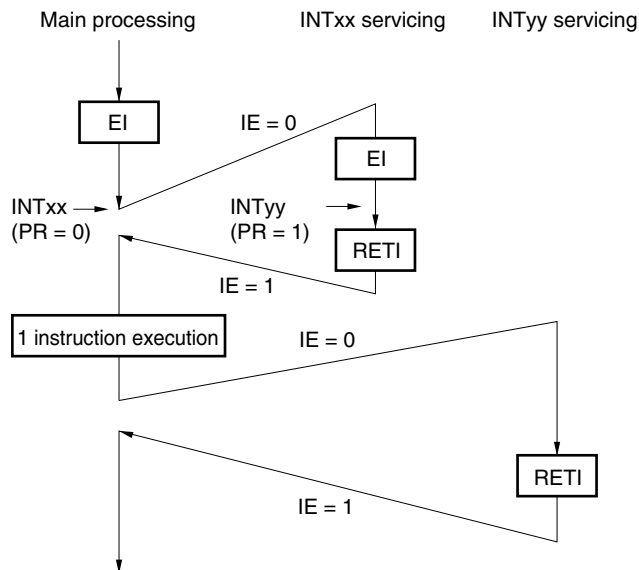 Main processing
INTxx servicing
INTyy servicing
EI
IE = 0
EI
INTxx
(PR = 0)
INTyy
(PR = 1)
RETI
IE = 1
1 instruction execution
IE = 0
RETI
IE = 1